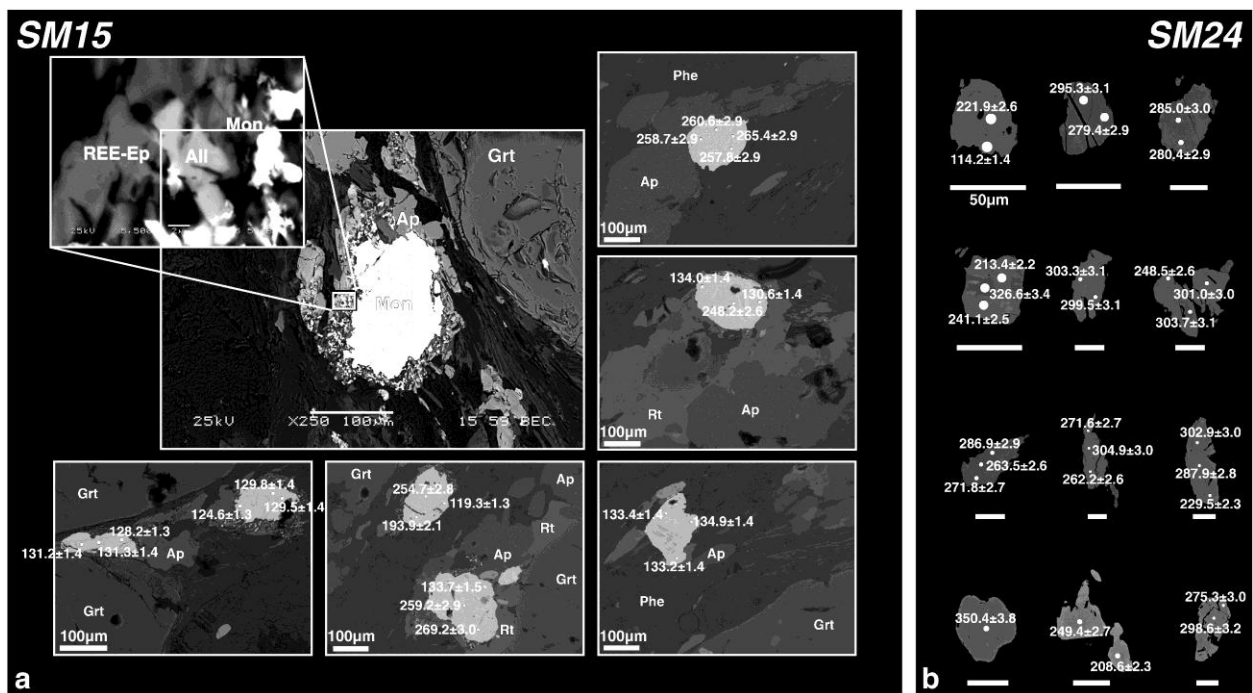 SM15
Mon
REE-Ep
All
25kV
X5,500
2μ
Grt
Ap
Mon
25kV
X250 100μm
15 59 BEC
Phe
260.6±2.9
258.7±2.9
265.4±2.9
257.8±2.9
Ap
100μm
134.0±1.4
130.6±1.4
248.2±2.6
Rt
Ap
100μm
Grt
129.8±1.4
124.6±1.3
129.5±1.4
128.2±1.3
131.2±1.4
131.3±1.4
Ap
Grt
100μm
254.7±2.8
119.3±1.3
193.9±2.1
Ap
Rt
Ap
Grt
133.7±1.5
259.2±2.9
269.2±3.0
Rt
100μm
133.4±1.4
134.9±1.4
Ap
133.2±1.4
Phe
Grt
100μm
a
SM24
221.9±2.6
114.2±1.4
50μm
295.3±3.1
279.4±2.9
285.0±3.0
280.4±2.9
213.4±2.2
326.6±3.4
241.1±2.5
303.3±3.1
299.5±3.1
248.5±2.6
301.0±3.0
303.7±3.1
286.9±2.9
263.5±2.6
271.8±2.7
271.6±2.7
304.9±3.0
262.2±2.6
302.9±3.0
287.9±2.8
229.5±2.3
350.4±3.8
249.4±2.7
208.6±2.3
275.3±3.0
298.6±3.2
b